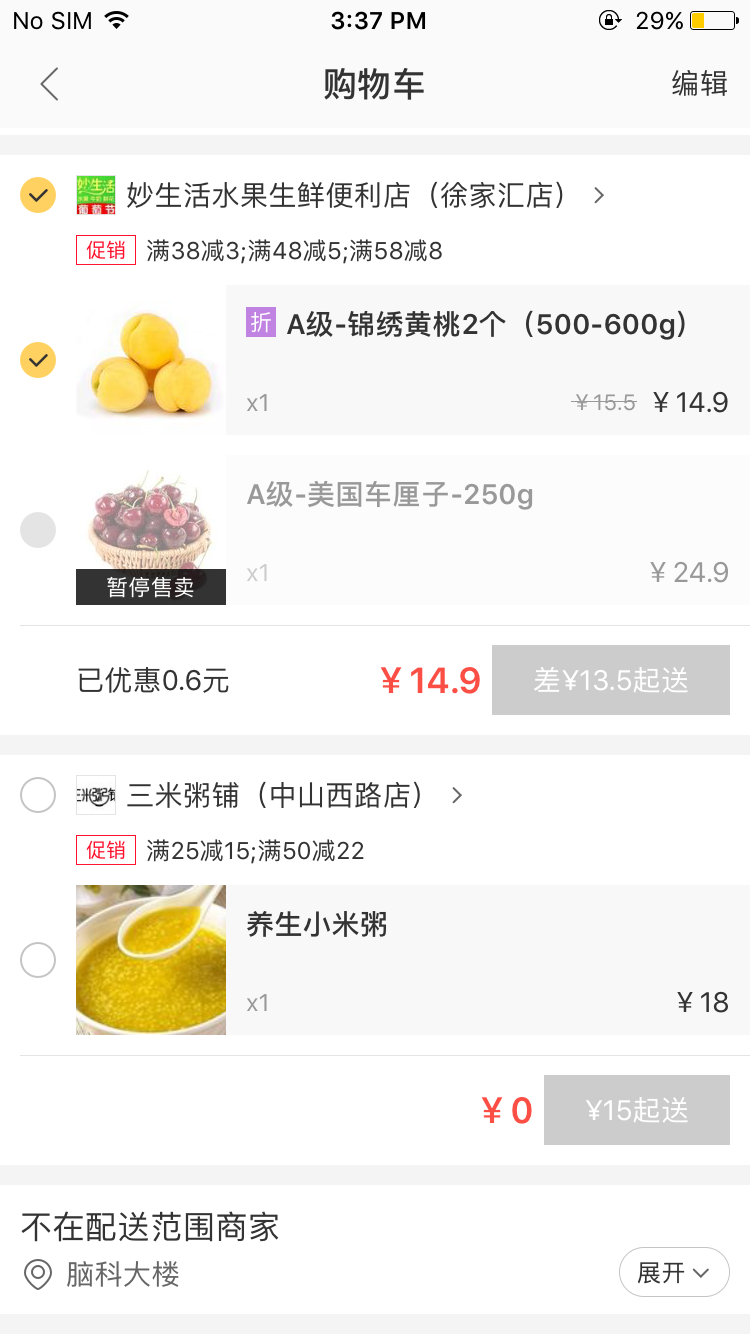 No SIM 3:37 PM 29%
购物车 编辑
妙生活水果生鲜便利店（徐家汇店）
促销 满38减3;满48减5;满58减8
折 A级-锦绣黄桃2个（500-600g）
x1 ¥15.5 ¥14.9
A级-美国车厘子-250g
暂停售卖
x1 ¥24.9
已优惠0.6元 ¥14.9 差¥13.5起送
三米粥铺（中山西路店）
促销 满25减15;满50减22
养生小米粥
x1 ¥18
¥0 ¥15起送
不在配送范围商家
脑科大楼 展开